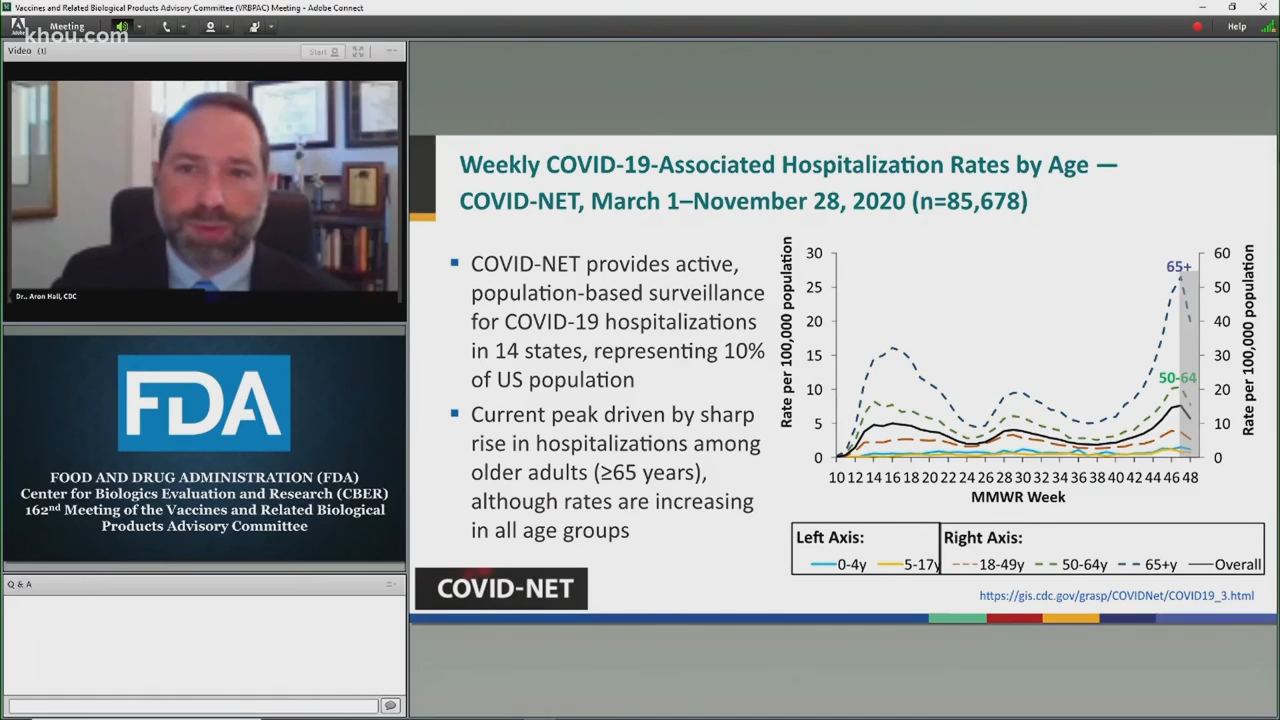 Vaccines and Related Biological Products Advisory Committee (VRBPAC) Meeting - Adobe Connect
Adobe
Meeting
Help
khou.com
Video (1)
Start
Dr.. Aron Hall, CDC
FDA
FOOD AND DRUG ADMINISTRATION (FDA)
Center for Biologics Evaluation and Research (CBER)
162nd Meeting of the Vaccines and Related Biological
Products Advisory Committee
Q & A
Weekly COVID-19-Associated Hospitalization Rates by Age —
COVID-NET, March 1–November 28, 2020 (n=85,678)
▪ COVID-NET provides active,
population-based surveillance
for COVID-19 hospitalizations
in 14 states, representing 10%
of US population
▪ Current peak driven by sharp
rise in hospitalizations among
older adults (≥65 years),
although rates are increasing
in all age groups
COVID-NET
Rate per 100,000 population
30
25
20
15
10
5
0
65+
50-64
60
50
40
30
20
10
0
Rate per 100,000 population
10 12 14 16 18 20 22 24 26 28 30 32 34 36 38 40 42 44 46 48
MMWR Week
Left Axis:
0-4y 5-17y
Right Axis:
18-49y 50-64y 65+y Overall
https://gis.cdc.gov/grasp/COVIDNet/COVID19_3.html